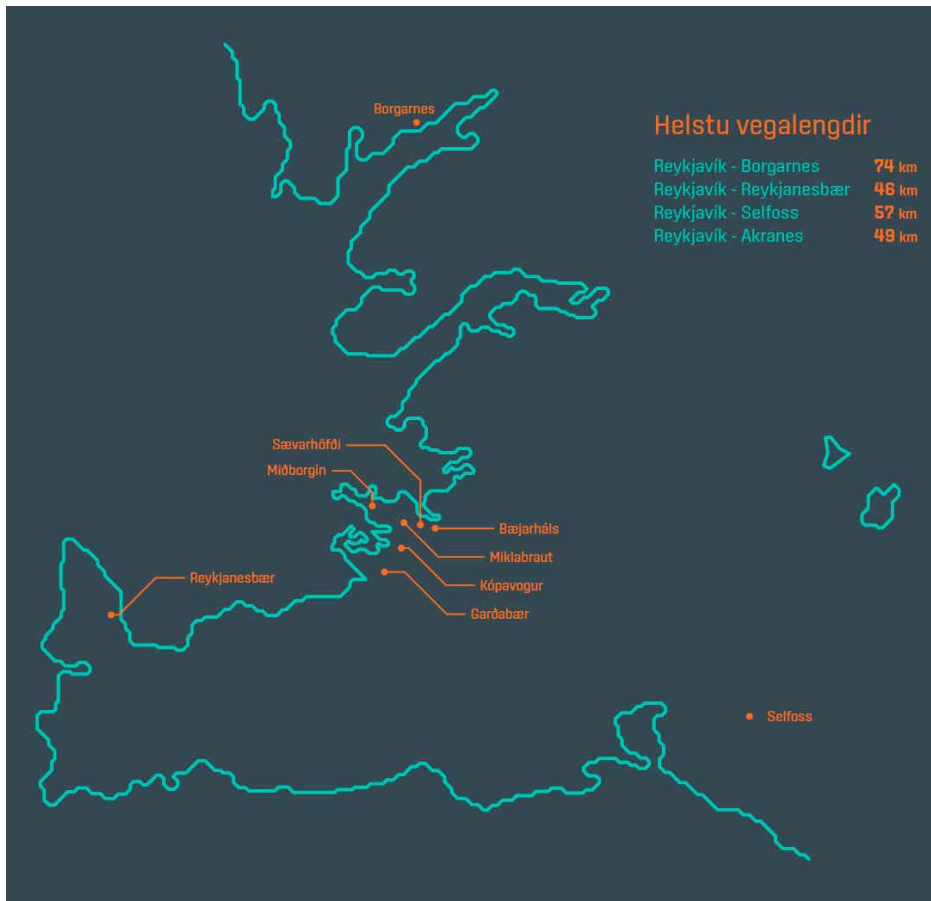 Borgarnes
Helstu vegalengdir
Reykjavík - Borgarnes 74 km
Reykjavík - Reykjanesbær 46 km
Reykjavík - Selfoss 57 km
Reykjavík - Akranes 49 km
Sævarhöfði
Miðborgin
Bæjarháls
Miklabraut
Reykjanesbær
Kópavogur
Garðabær
Selfoss